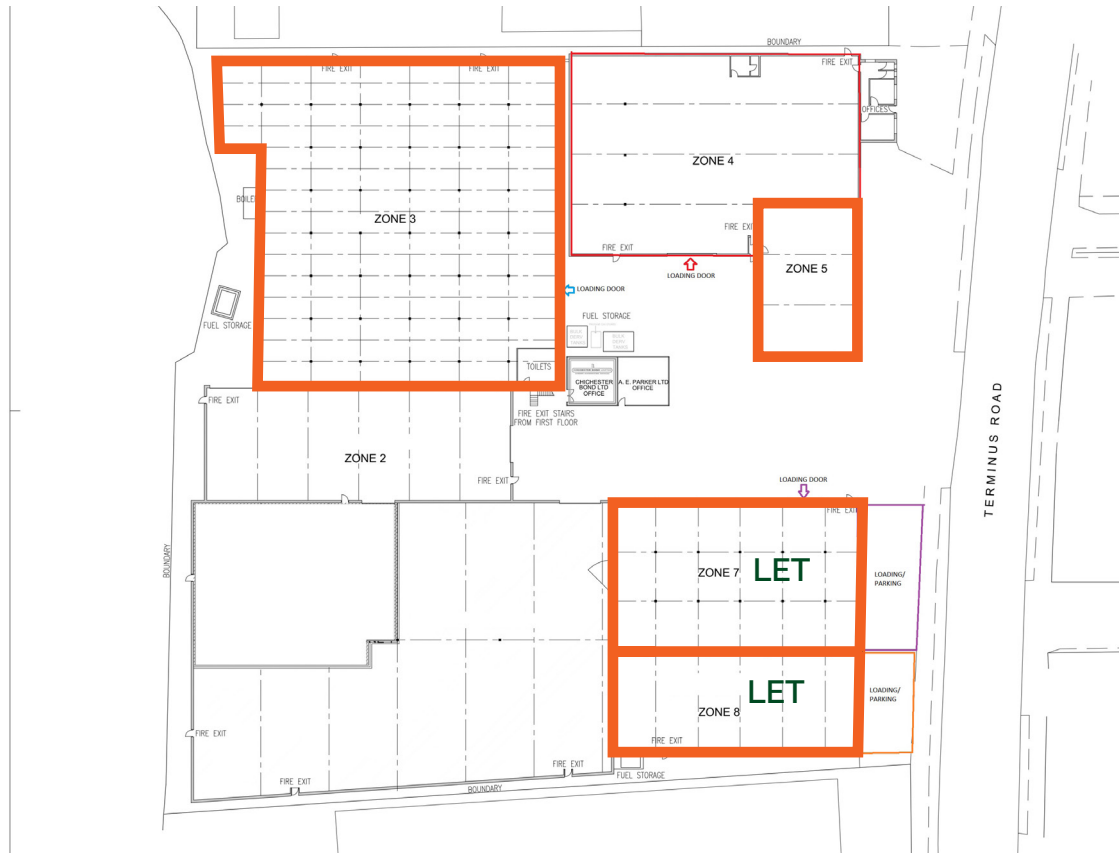 BOUNDARY
FIRE EXIT
FIRE EXIT
FIRE EXIT
OFFICES
ZONE 4
ZONE 3
FIRE EXIT
FIRE EXIT
ZONE 5
LOADING DOOR
LOADING DOOR
FUEL STORAGE
FUEL STORAGE
TOILETS
CHICHESTER
BOND LTD
OFFICE
A. E. PARKER LTD
OFFICE
FIRE EXIT
FIRE EXIT STAIRS
FROM FIRST FLOOR
ZONE 2
FIRE EXIT
TERMINUS ROAD
LOADING DOOR
FIRE EXIT
BOUNDARY
ZONE 7
LET
LOADING/
PARKING
ZONE 8
LET
LOADING/
PARKING
FIRE EXIT
FIRE EXIT
FIRE EXIT
FIRE EXIT
FUEL STORAGE
BOUNDARY